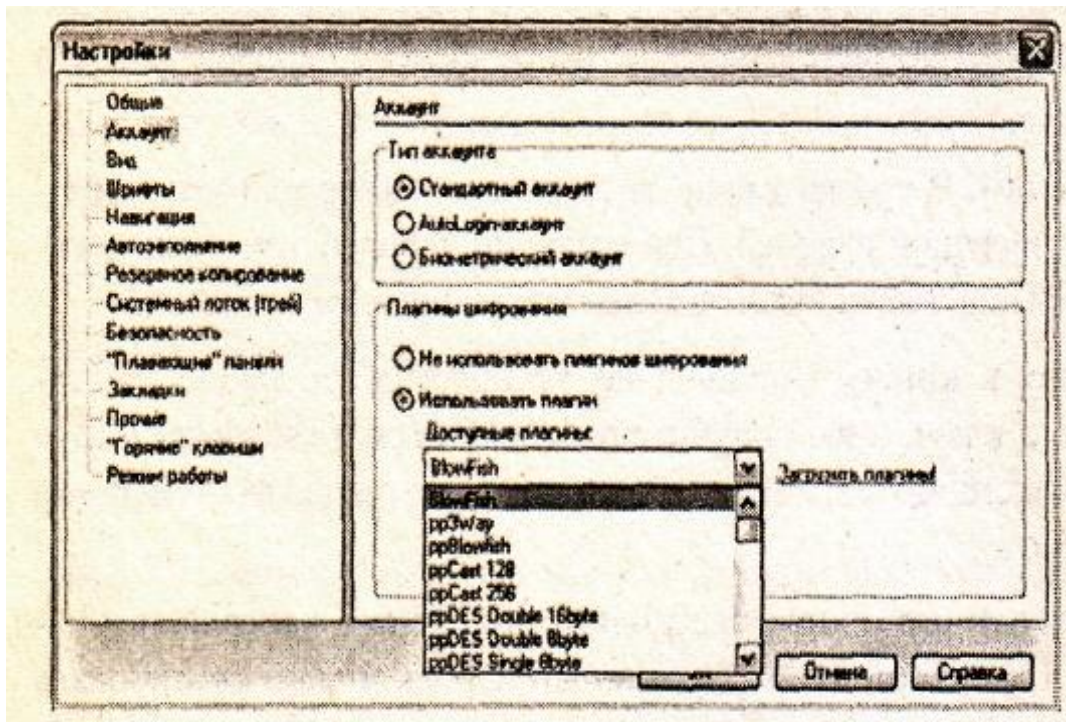 Настройки
Общие
Аккаунт
Вид
Шрифты
Навигация
Автозаполнение
Резервное копирование
Системный лоток (трей)
Безопасность
"Плавающие" панели
Закладки
Прочие
"Горячие" клавиши
Режим работы
Аккаунт
Тип аккаунта
Стандартный аккаунт
AutoLogin-аккаунт
Биометрический аккаунт
Плагины шифрования
Не использовать плагинов шифрования
Использовать плагин
Доступные плагины:
BlowFish
Загрузить плагины!
BlowFish
pp3Way
ppBlowfish
ppCast 128
ppCast 256
ppDES Double 16byte
ppDES Double 8byte
ppDES Single 8byte
Отмена
Справка